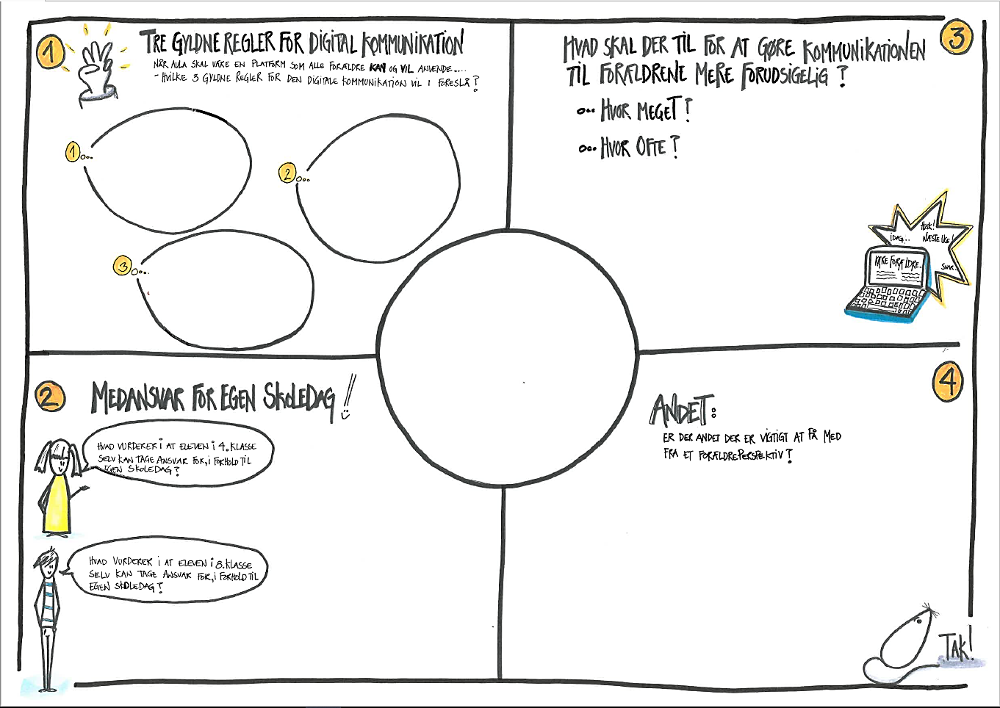 1
TRE GYLDNE REGLER FOR DIGITAL KOMMUNIKATION
NÅR AULA SKAL VÆRE EN PLATFORM SOM ALLE FORÆLDRE KAN OG VIL ANVENDE....
- HVILKE 3 GYLDNE REGLER FOR DEN DIGITALE KOMMUNIKATION VIL I FORESLÅ?
1
2
3
2
MEDANSVAR FOR EGEN SKOLEDAG!
HVAD VURDERER I AT ELEVEN I 4. KLASSE
SELV KAN TAGE ANSVAR FOR, I FORHOLD TIL
EGEN SKOLEDAG?
HVAD VURDERER I AT ELEVEN I 8. KLASSE
SELV KAN TAGE ANSVAR FOR, I FORHOLD TIL
EGEN SKOLEDAG?
3
HVAD SKAL DER TIL FOR AT GØRE KOMMUNIKATIONEN
TIL FORÆLDRENE MERE FORUDSIGELIG?
HVOR MEGET?
HVOR OFTE?
HUSK!
IDAG..
NÆSTE UGE!
SVAR..
KÆRE FORÆLDRE..
4
ANDET:
ER DER ANDET DER ER VIGTIGT AT FÅ MED
FRA ET FORÆLDREPERSPEKTIV?
TAK!